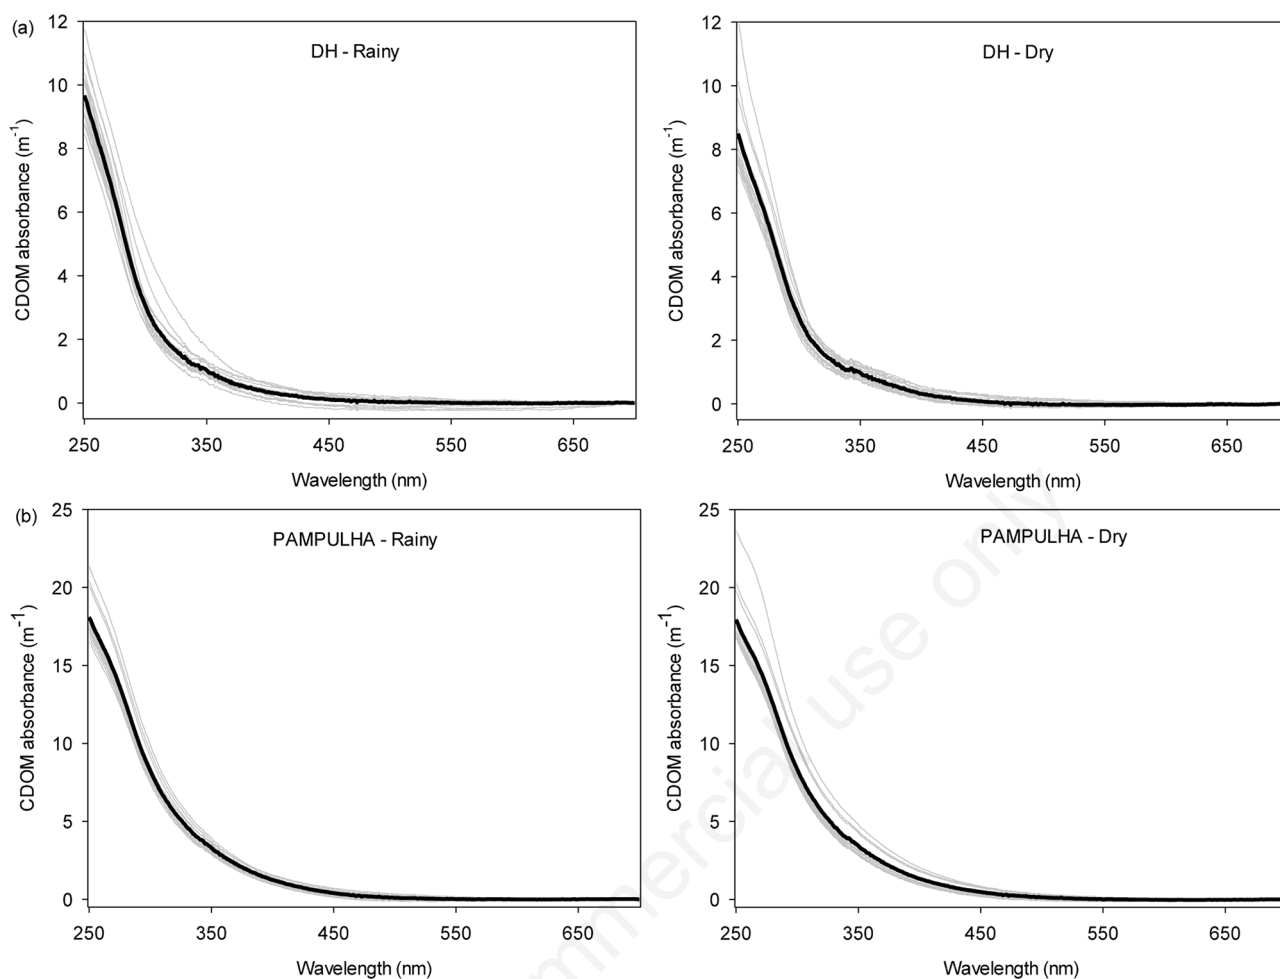 (a)
DH - Rainy
12
10
8
6
4
2
0
CDOM absorbance (m⁻¹)
250 350 450 550 650
Wavelength (nm)
DH - Dry
12
10
8
6
4
2
0
CDOM absorbance (m⁻¹)
250 350 450 550 650
Wavelength (nm)
(b)
PAMPULHA - Rainy
25
20
15
10
5
0
CDOM absorbance (m⁻¹)
250 350 450 550 650
Wavelength (nm)
PAMPULHA - Dry
25
20
15
10
5
0
CDOM absorbance (m⁻¹)
250 350 450 550 650
Wavelength (nm)
mmercial use only